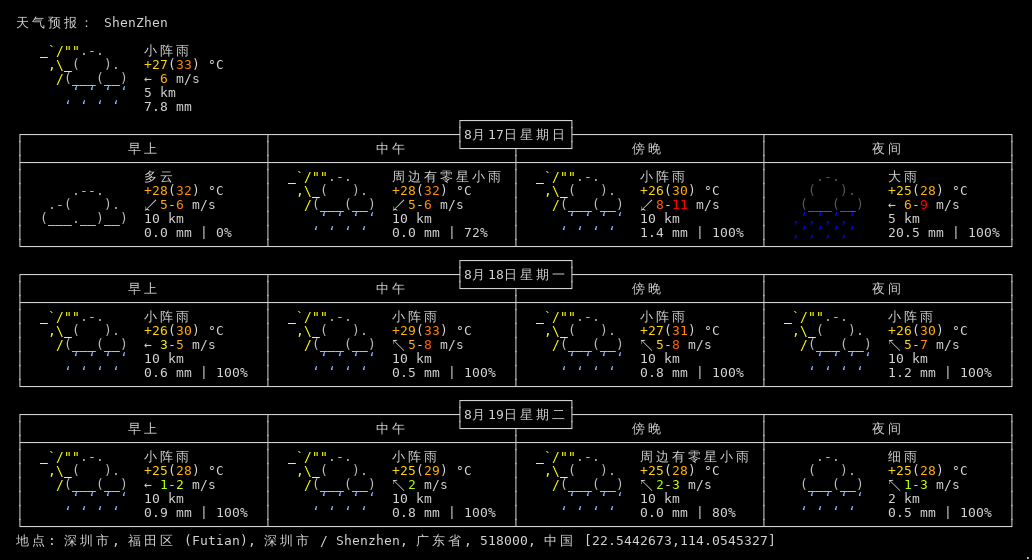 天气预报： ShenZhen
小阵雨
+27(33) °C
← 6 m/s
5 km
7.8 mm
8月17日星期日
早上 中午 傍晚 夜间
多云 周边有零星小雨 小阵雨 大雨
+28(32) °C +28(32) °C +26(30) °C +25(28) °C
↙ 5-6 m/s ↙ 5-6 m/s ↙ 8-11 m/s ← 6-9 m/s
10 km 10 km 10 km 5 km
0.0 mm | 0% 0.0 mm | 72% 1.4 mm | 100% 20.5 mm | 100%
8月18日星期一
早上 中午 傍晚 夜间
小阵雨 小阵雨 小阵雨 小阵雨
+26(30) °C +29(33) °C +27(31) °C +26(30) °C
← 3-5 m/s ↖ 5-8 m/s ↖ 5-8 m/s ↖ 5-7 m/s
10 km 10 km 10 km 10 km
0.6 mm | 100% 0.5 mm | 100% 0.8 mm | 100% 1.2 mm | 100%
8月19日星期二
早上 中午 傍晚 夜间
小阵雨 小阵雨 周边有零星小雨 细雨
+25(28) °C +25(29) °C +25(28) °C +25(28) °C
← 1-2 m/s ↖ 2 m/s ↖ 2-3 m/s ↖ 1-3 m/s
10 km 10 km 10 km 2 km
0.9 mm | 100% 0.8 mm | 100% 0.0 mm | 80% 0.5 mm | 100%
地点: 深圳市, 福田区 (Futian), 深圳市 / Shenzhen, 广东省, 518000, 中国 [22.5442673,114.0545327]